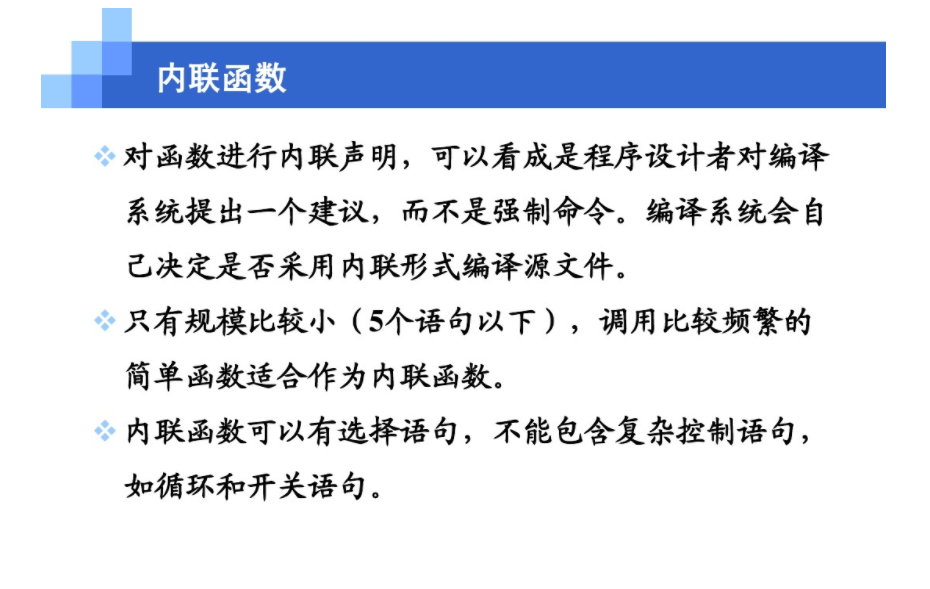 内联函数
对函数进行内联声明，可以看成是程序设计者对编译
系统提出一个建议，而不是强制命令。编译系统会自
己决定是否采用内联形式编译源文件。
只有规模比较小（5个语句以下），调用比较频繁的
简单函数适合作为内联函数。
内联函数可以有选择语句，不能包含复杂控制语句，
如循环和开关语句。